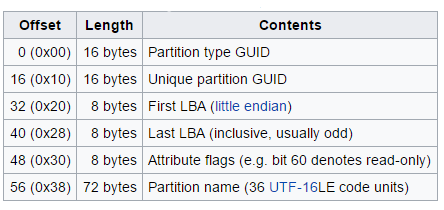 Offset Length Contents
0 (0x00) 16 bytes Partition type GUID
16 (0x10) 16 bytes Unique partition GUID
32 (0x20) 8 bytes First LBA (little endian)
40 (0x28) 8 bytes Last LBA (inclusive, usually odd)
48 (0x30) 8 bytes Attribute flags (e.g. bit 60 denotes read-only)
56 (0x38) 72 bytes Partition name (36 UTF-16LE code units)